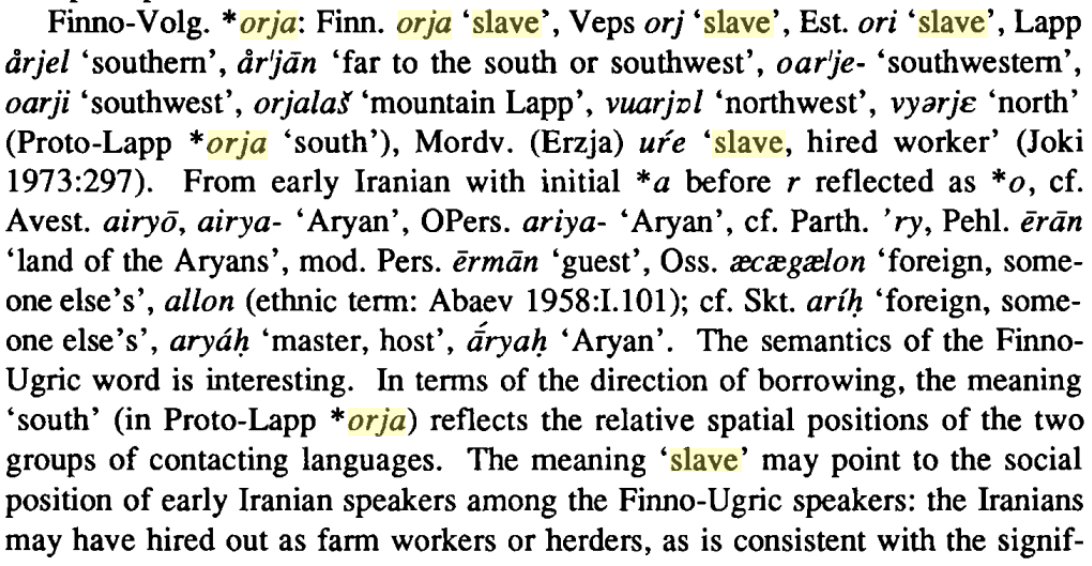 Finno-Volg. *orja: Finn. orja ‘slave’, Veps orj ‘slave’, Est. ori ‘slave’, Lapp
årjel ‘southern’, år'jān ‘far to the south or southwest’, oar'je- ‘southwestern’,
oarji ‘southwest’, orjalaš ‘mountain Lapp’, vuarjɒl ‘northwest’, vyərjɛ ‘north’
(Proto-Lapp *orja ‘south’), Mordv. (Erzja) uŕe ‘slave, hired worker’ (Joki
1973:297). From early Iranian with initial *a before r reflected as *o, cf.
Avest. airyō, airya- ‘Aryan’, OPers. ariya- ‘Aryan’, cf. Parth. ’ry, Pehl. ērān
‘land of the Aryans’, mod. Pers. ērmān ‘guest’, Oss. æcægælon ‘foreign, some-
one else’s’, allon (ethnic term: Abaev 1958:I.101); cf. Skt. aríḥ ‘foreign, some-
one else’s’, aryáḥ ‘master, host’, ā́ryaḥ ‘Aryan’. The semantics of the Finno-
Ugric word is interesting. In terms of the direction of borrowing, the meaning
‘south’ (in Proto-Lapp *orja) reflects the relative spatial positions of the two
groups of contacting languages. The meaning ‘slave’ may point to the social
position of early Iranian speakers among the Finno-Ugric speakers: the Iranians
may have hired out as farm workers or herders, as is consistent with the signif-